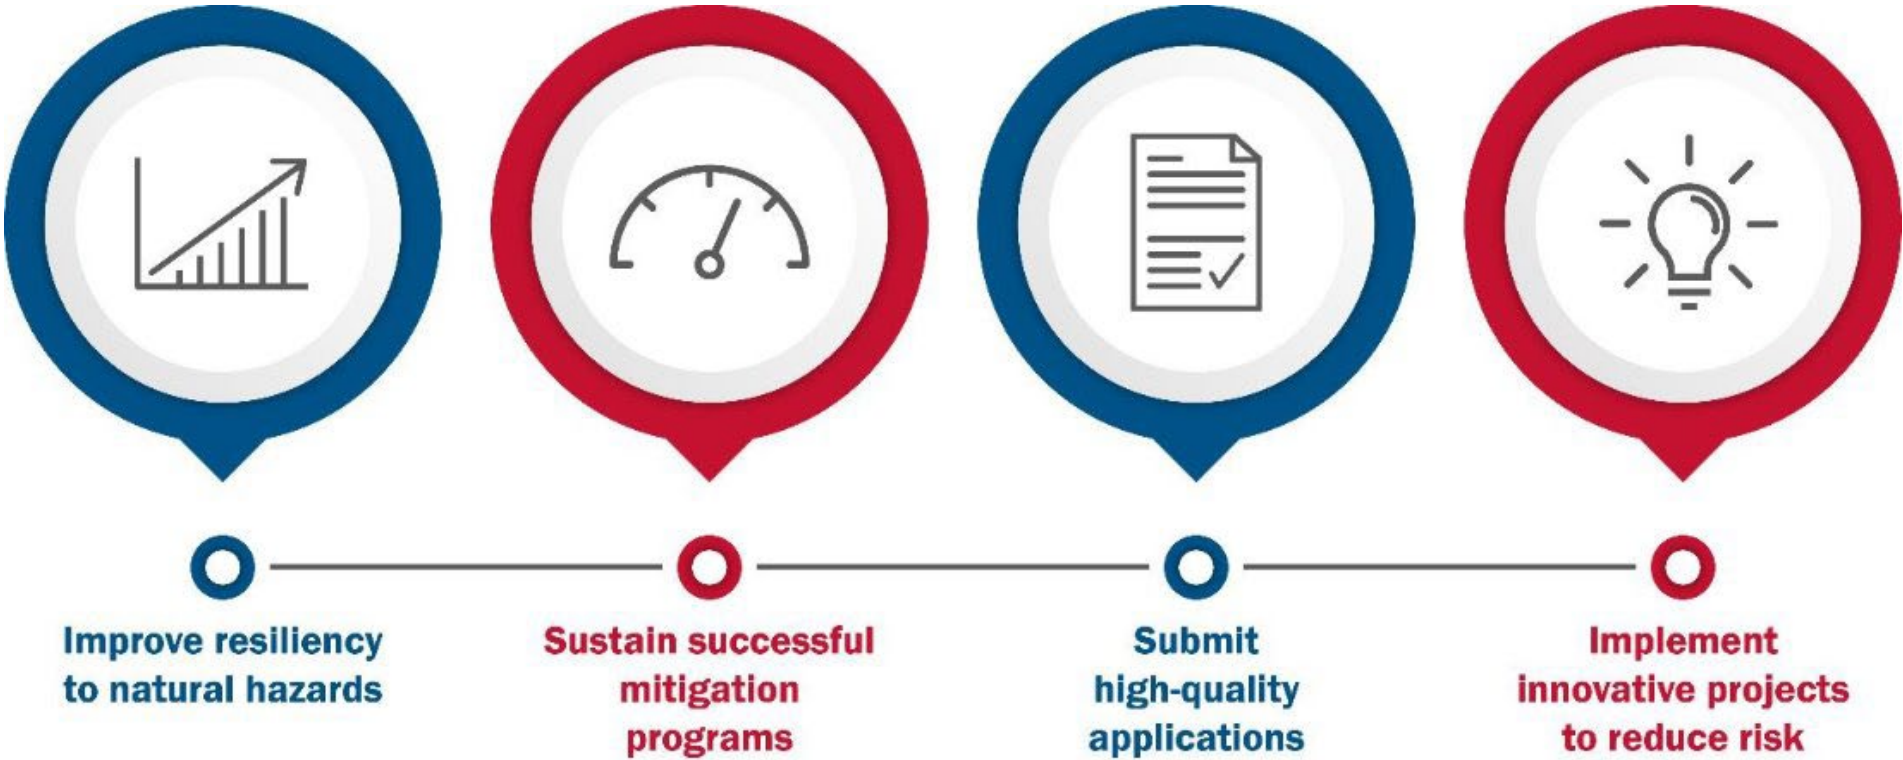 Improve resiliency
to natural hazards
Sustain successful
mitigation
programs
Submit
high-quality
applications
Implement
innovative projects
to reduce risk